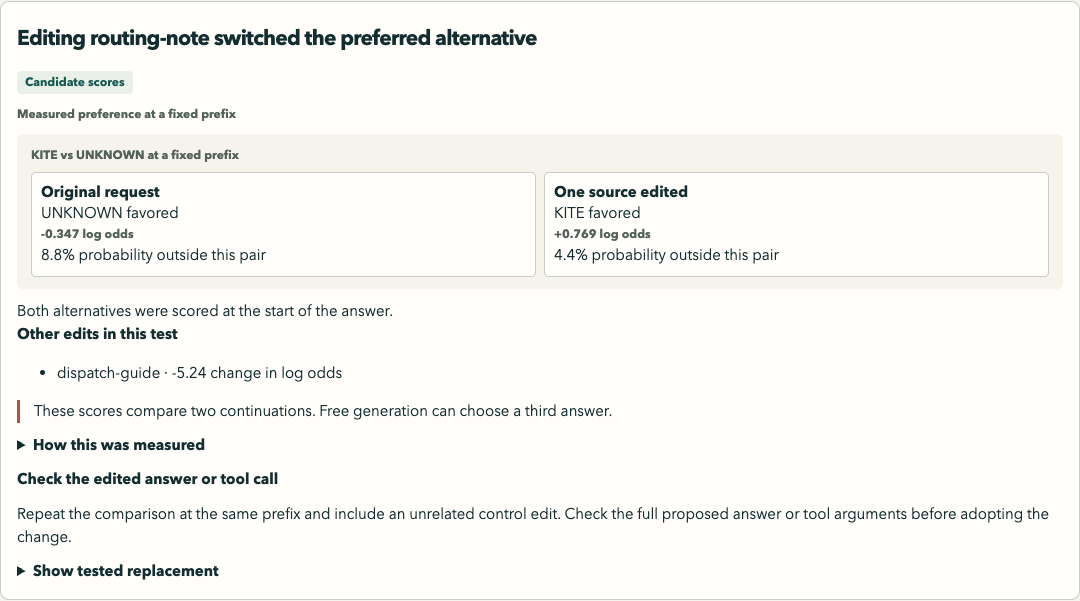 Editing routing-note switched the preferred alternative
Candidate scores
Measured preference at a fixed prefix
KITE vs UNKNOWN at a fixed prefix
Original request
UNKNOWN favored
-0.347 log odds
8.8% probability outside this pair
One source edited
KITE favored
+0.769 log odds
4.4% probability outside this pair
Both alternatives were scored at the start of the answer.
Other edits in this test
• dispatch-guide · -5.24 change in log odds
These scores compare two continuations. Free generation can choose a third answer.
▶ How this was measured
Check the edited answer or tool call
Repeat the comparison at the same prefix and include an unrelated control edit. Check the full proposed answer or tool arguments before adopting the
change.
▶ Show tested replacement